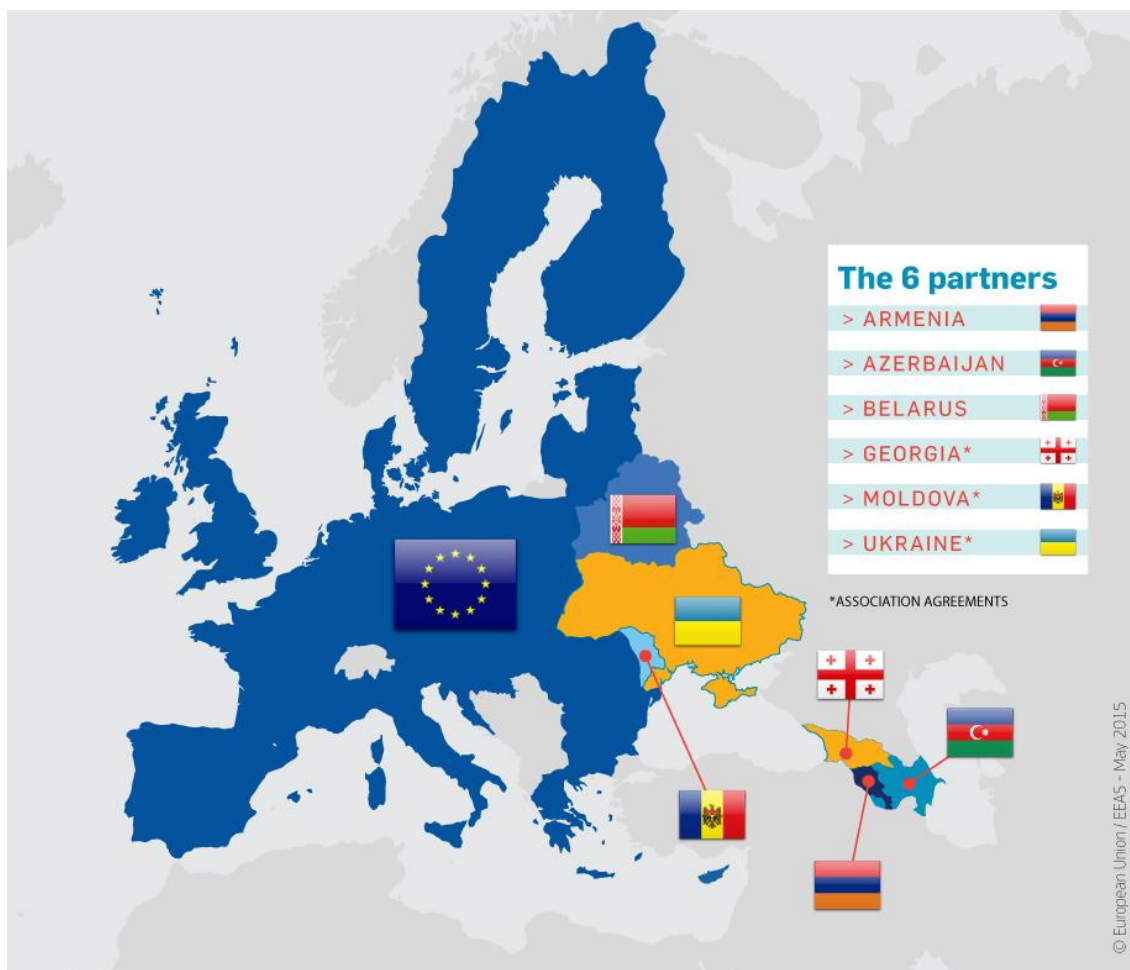 The 6 partners
> ARMENIA
> AZERBAIJAN
> BELARUS
> GEORGIA*
> MOLDOVA*
> UKRAINE*
*ASSOCIATION AGREEMENTS
© European Union / EEAS - May 2015